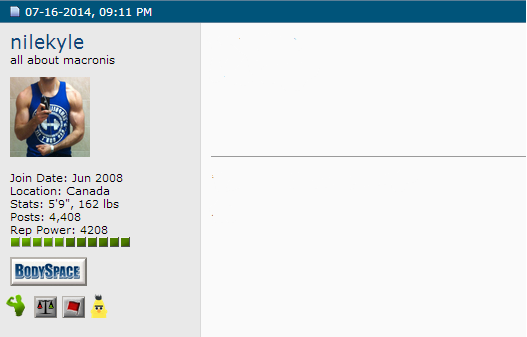 07-16-2014, 09:11 PM
nilekyle
all about macronis
Join Date: Jun 2008
Location: Canada
Stats: 5'9", 162 lbs
Posts: 4,408
Rep Power: 4208
BODYSPACE